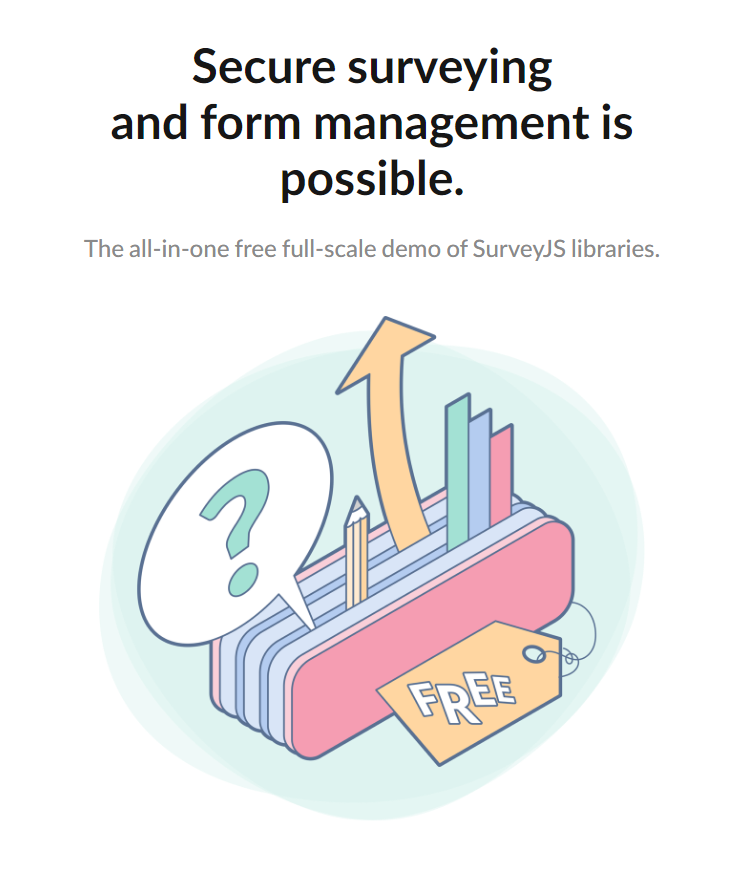 Secure surveying
and form management is
possible.
The all-in-one free full-scale demo of SurveyJS libraries.
?
FREE